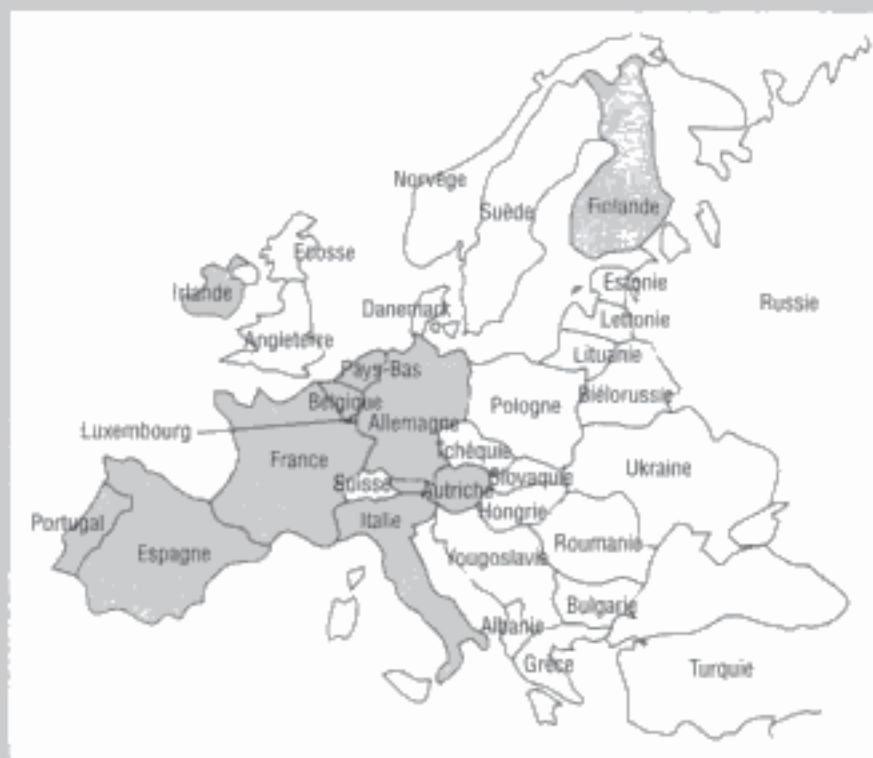 Norvège
Suède
Finlande
Ecosse
Irlande
Estonie
Russie
Danemark
Lettonie
Angleterre
Lituanie
Pays-Bas
Biélorussie
Belgique
Pologne
Allemagne
Luxembourg
Tchéquie
France
Ukraine
Slovaquie
Suisse
Autriche
Hongrie
Italie
Portugal
Roumanie
Espagne
Yougoslavie
Bulgarie
Albanie
Grèce
Turquie